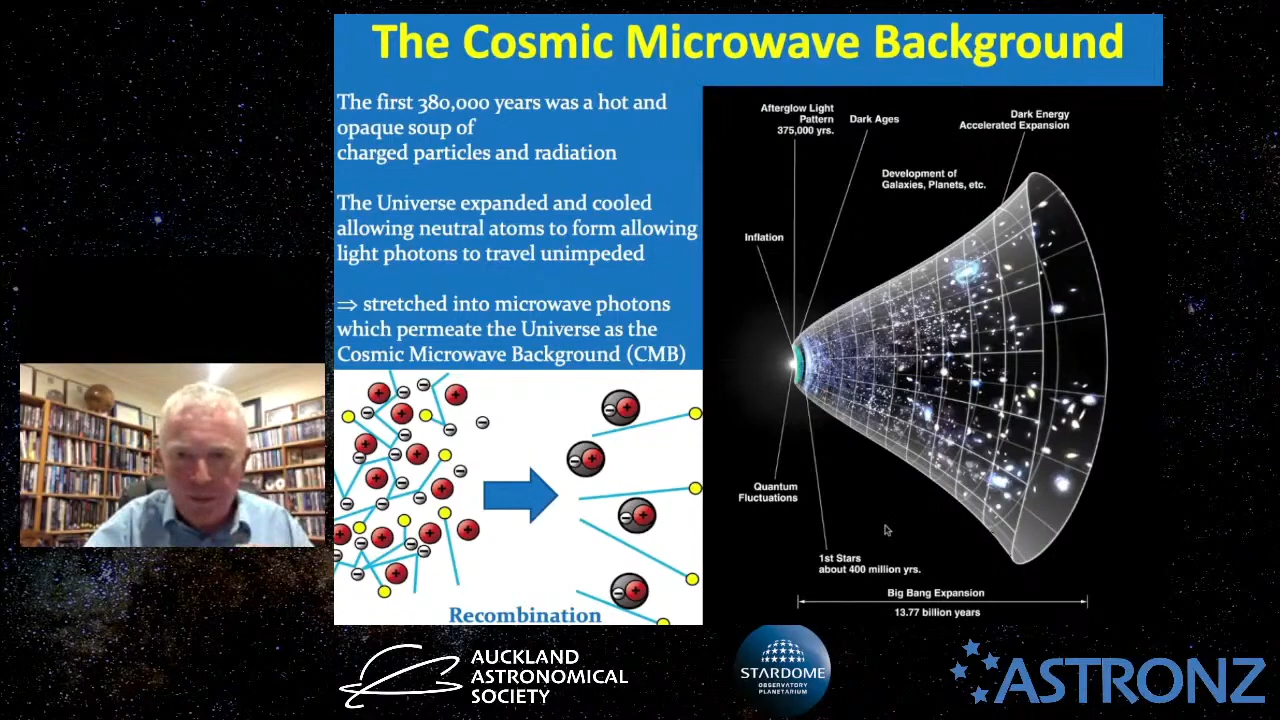 The Cosmic Microwave Background
The first 380,000 years was a hot and
opaque soup of
charged particles and radiation
The Universe expanded and cooled
allowing neutral atoms to form allowing
light photons to travel unimpeded
⇒ stretched into microwave photons
which permeate the Universe as the
Cosmic Microwave Background (CMB)
Recombination
Afterglow Light
Pattern
375,000 yrs.
Dark Ages
Dark Energy
Accelerated Expansion
Development of
Galaxies, Planets, etc.
Inflation
Quantum
Fluctuations
1st Stars
about 400 million yrs.
Big Bang Expansion
13.77 billion years
AUCKLAND
ASTRONOMICAL
SOCIETY
STARDOME
OBSERVATORY
PLANETARIUM
ASTRONZ